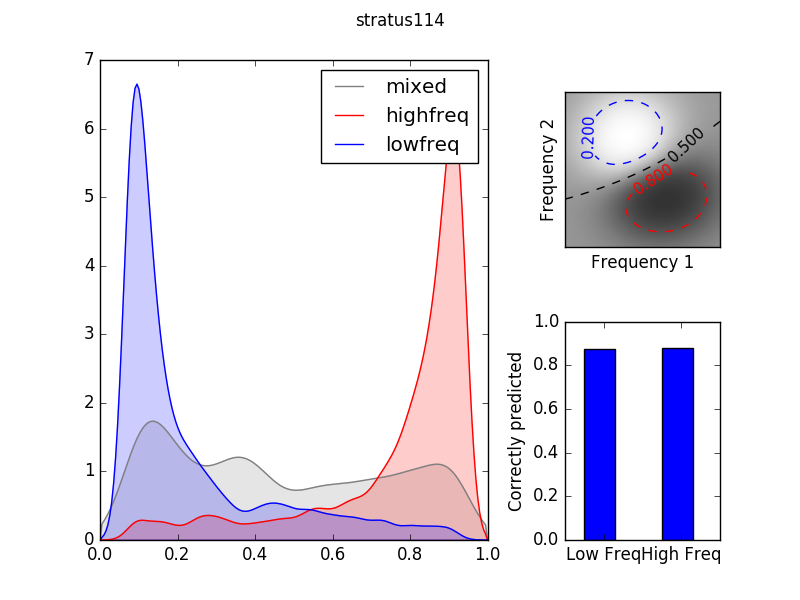 stratus114
7
6
5
4
3
2
1
0
0.0 0.2 0.4 0.6 0.8 1.0
mixed
highfreq
lowfreq
Frequency 2
0.200
0.500
0.800
Frequency 1
Correctly predicted
1.0
0.8
0.6
0.4
0.2
0.0
Low Freq High Freq